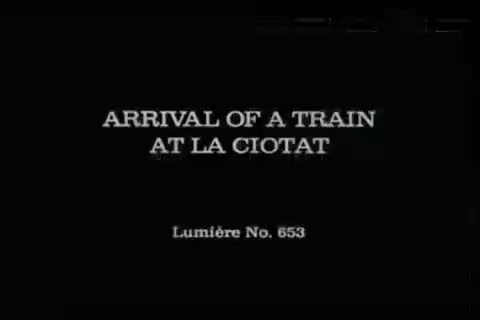 ARRIVAL OF A TRAIN
AT LA CIOTAT
Lumière No. 653